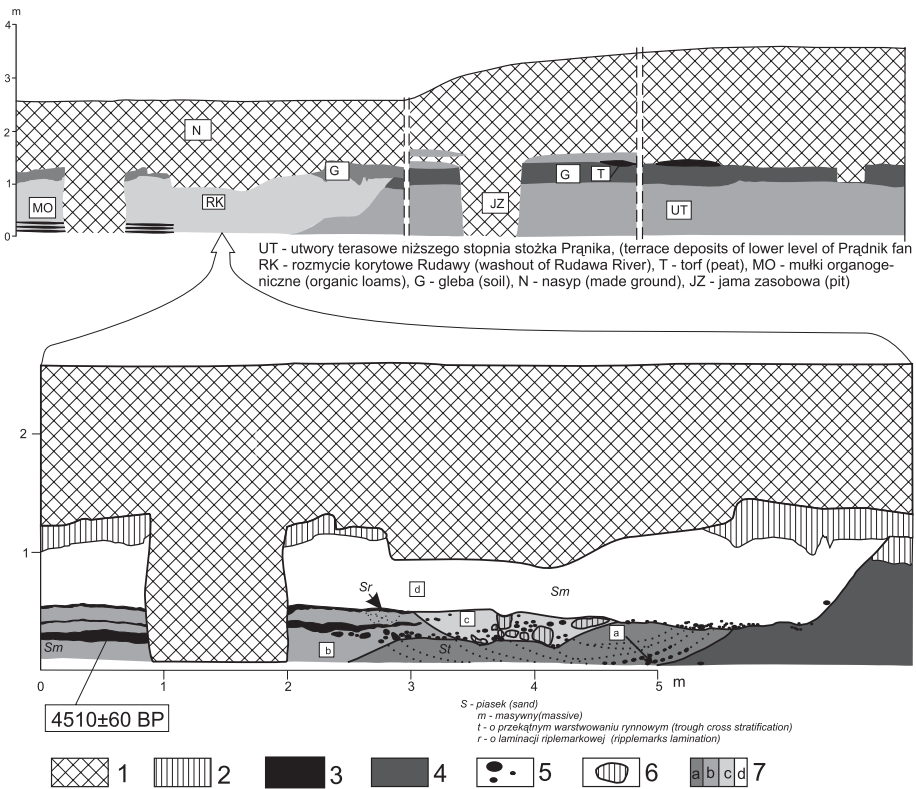 m
4
3
2
1
0
N
G
G
T
MO
RK
JZ
UT
UT - utwory terasowe niższego stopnia stożka Prąnika, (terrace deposits of lower level of Prądnik fan
RK - rozmycie korytowe Rudawy (washout of Rudawa River), T - torf (peat), MO - mułki organoge-
niczne (organic loams), G - gleba (soil), N - nasyp (made ground), JZ - jama zasobowa (pit)
2
1
Sr
d
Sm
c
a
Sm
b
St
0 1 2 3 4 5 m
4510±60 BP
S - piasek (sand)
m - masywny(massive)
t - o przekątnym warstwowaniu rynnowym (trough cross stratification)
r - o laminacji riplemarkowej (ripplemarks lamination)
1 2 3 4 5 6 a b c d 7